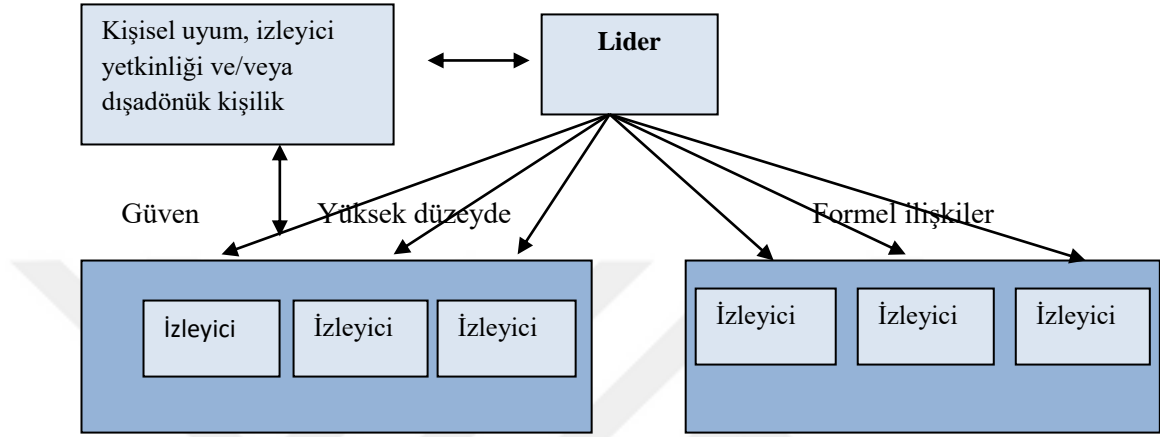 Kişisel uyum, izleyici
yetkinliği ve/veya
dışadönük kişilik
Lider
Güven
Yüksek düzeyde
Formel ilişkiler
İzleyici
İzleyici
İzleyici
İzleyici
İzleyici
İzleyici